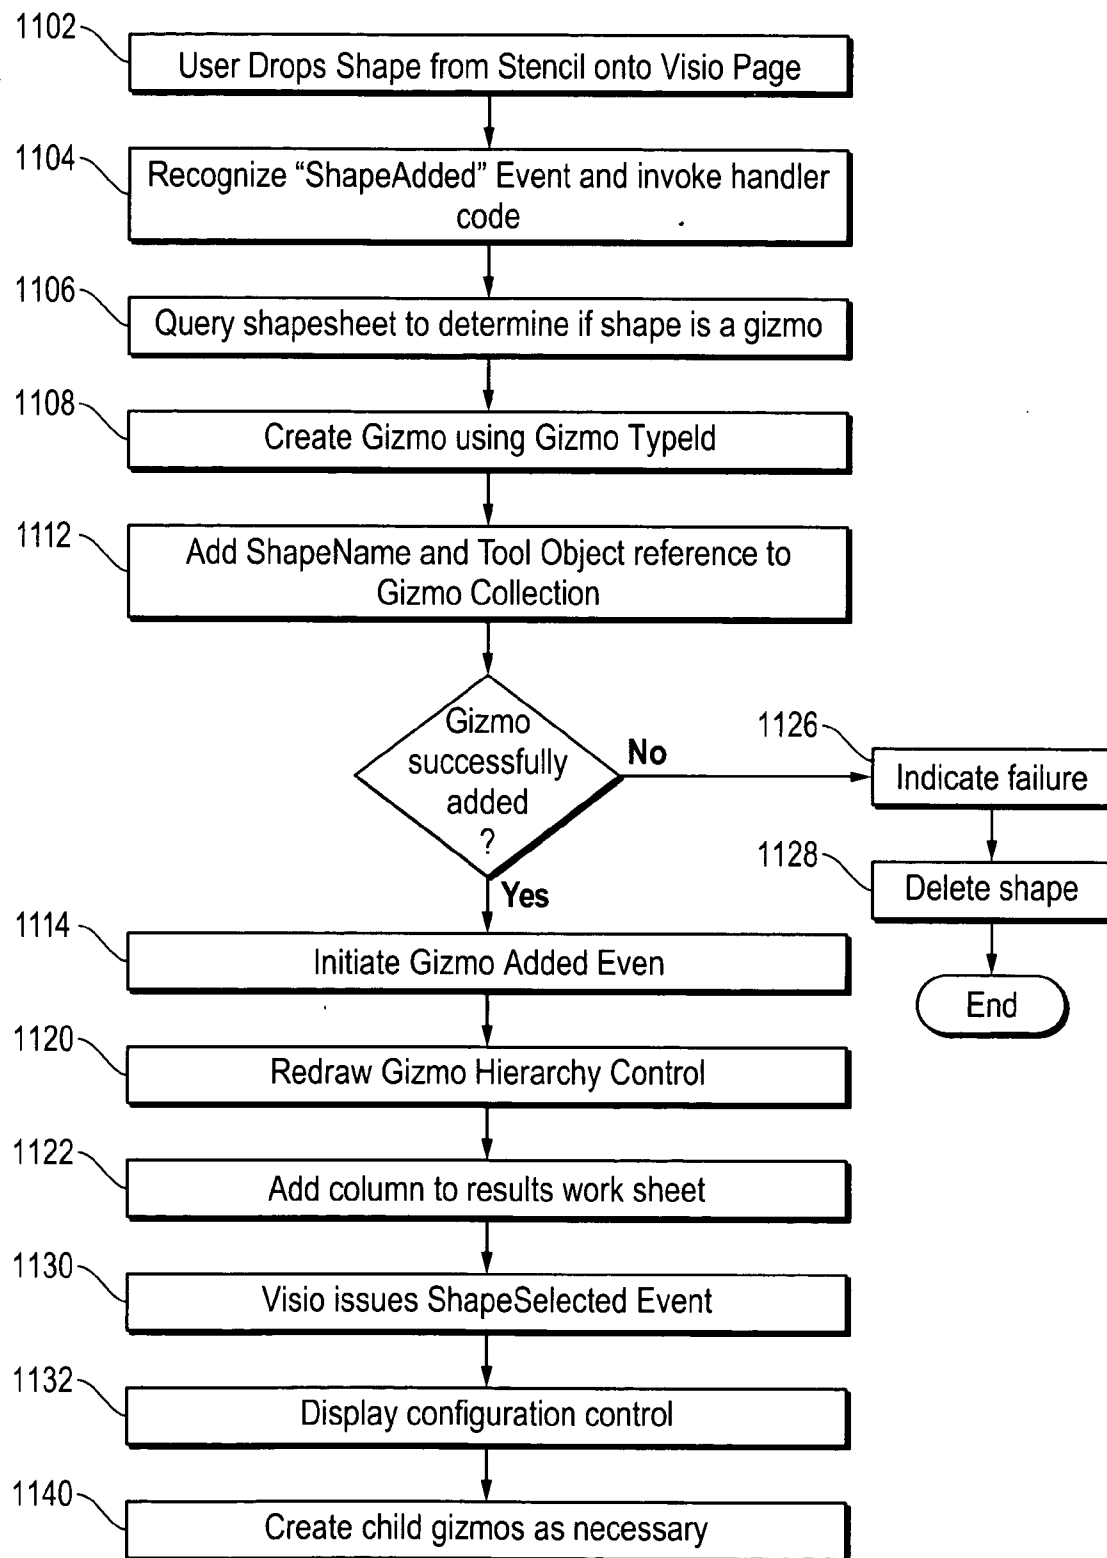 1102
User Drops Shape from Stencil onto Visio Page
1104
Recognize “ShapeAdded” Event and invoke handler
code
1106
Query shapesheet to determine if shape is a gizmo
1108
Create Gizmo using Gizmo TypeId
1112
Add ShapeName and Tool Object reference to
Gizmo Collection
Gizmo
successfully
added
?
No
1126
Indicate failure
1128
Delete shape
End
Yes
1114
Initiate Gizmo Added Even
1120
Redraw Gizmo Hierarchy Control
1122
Add column to results work sheet
1130
Visio issues ShapeSelected Event
1132
Display configuration control
1140
Create child gizmos as necessary